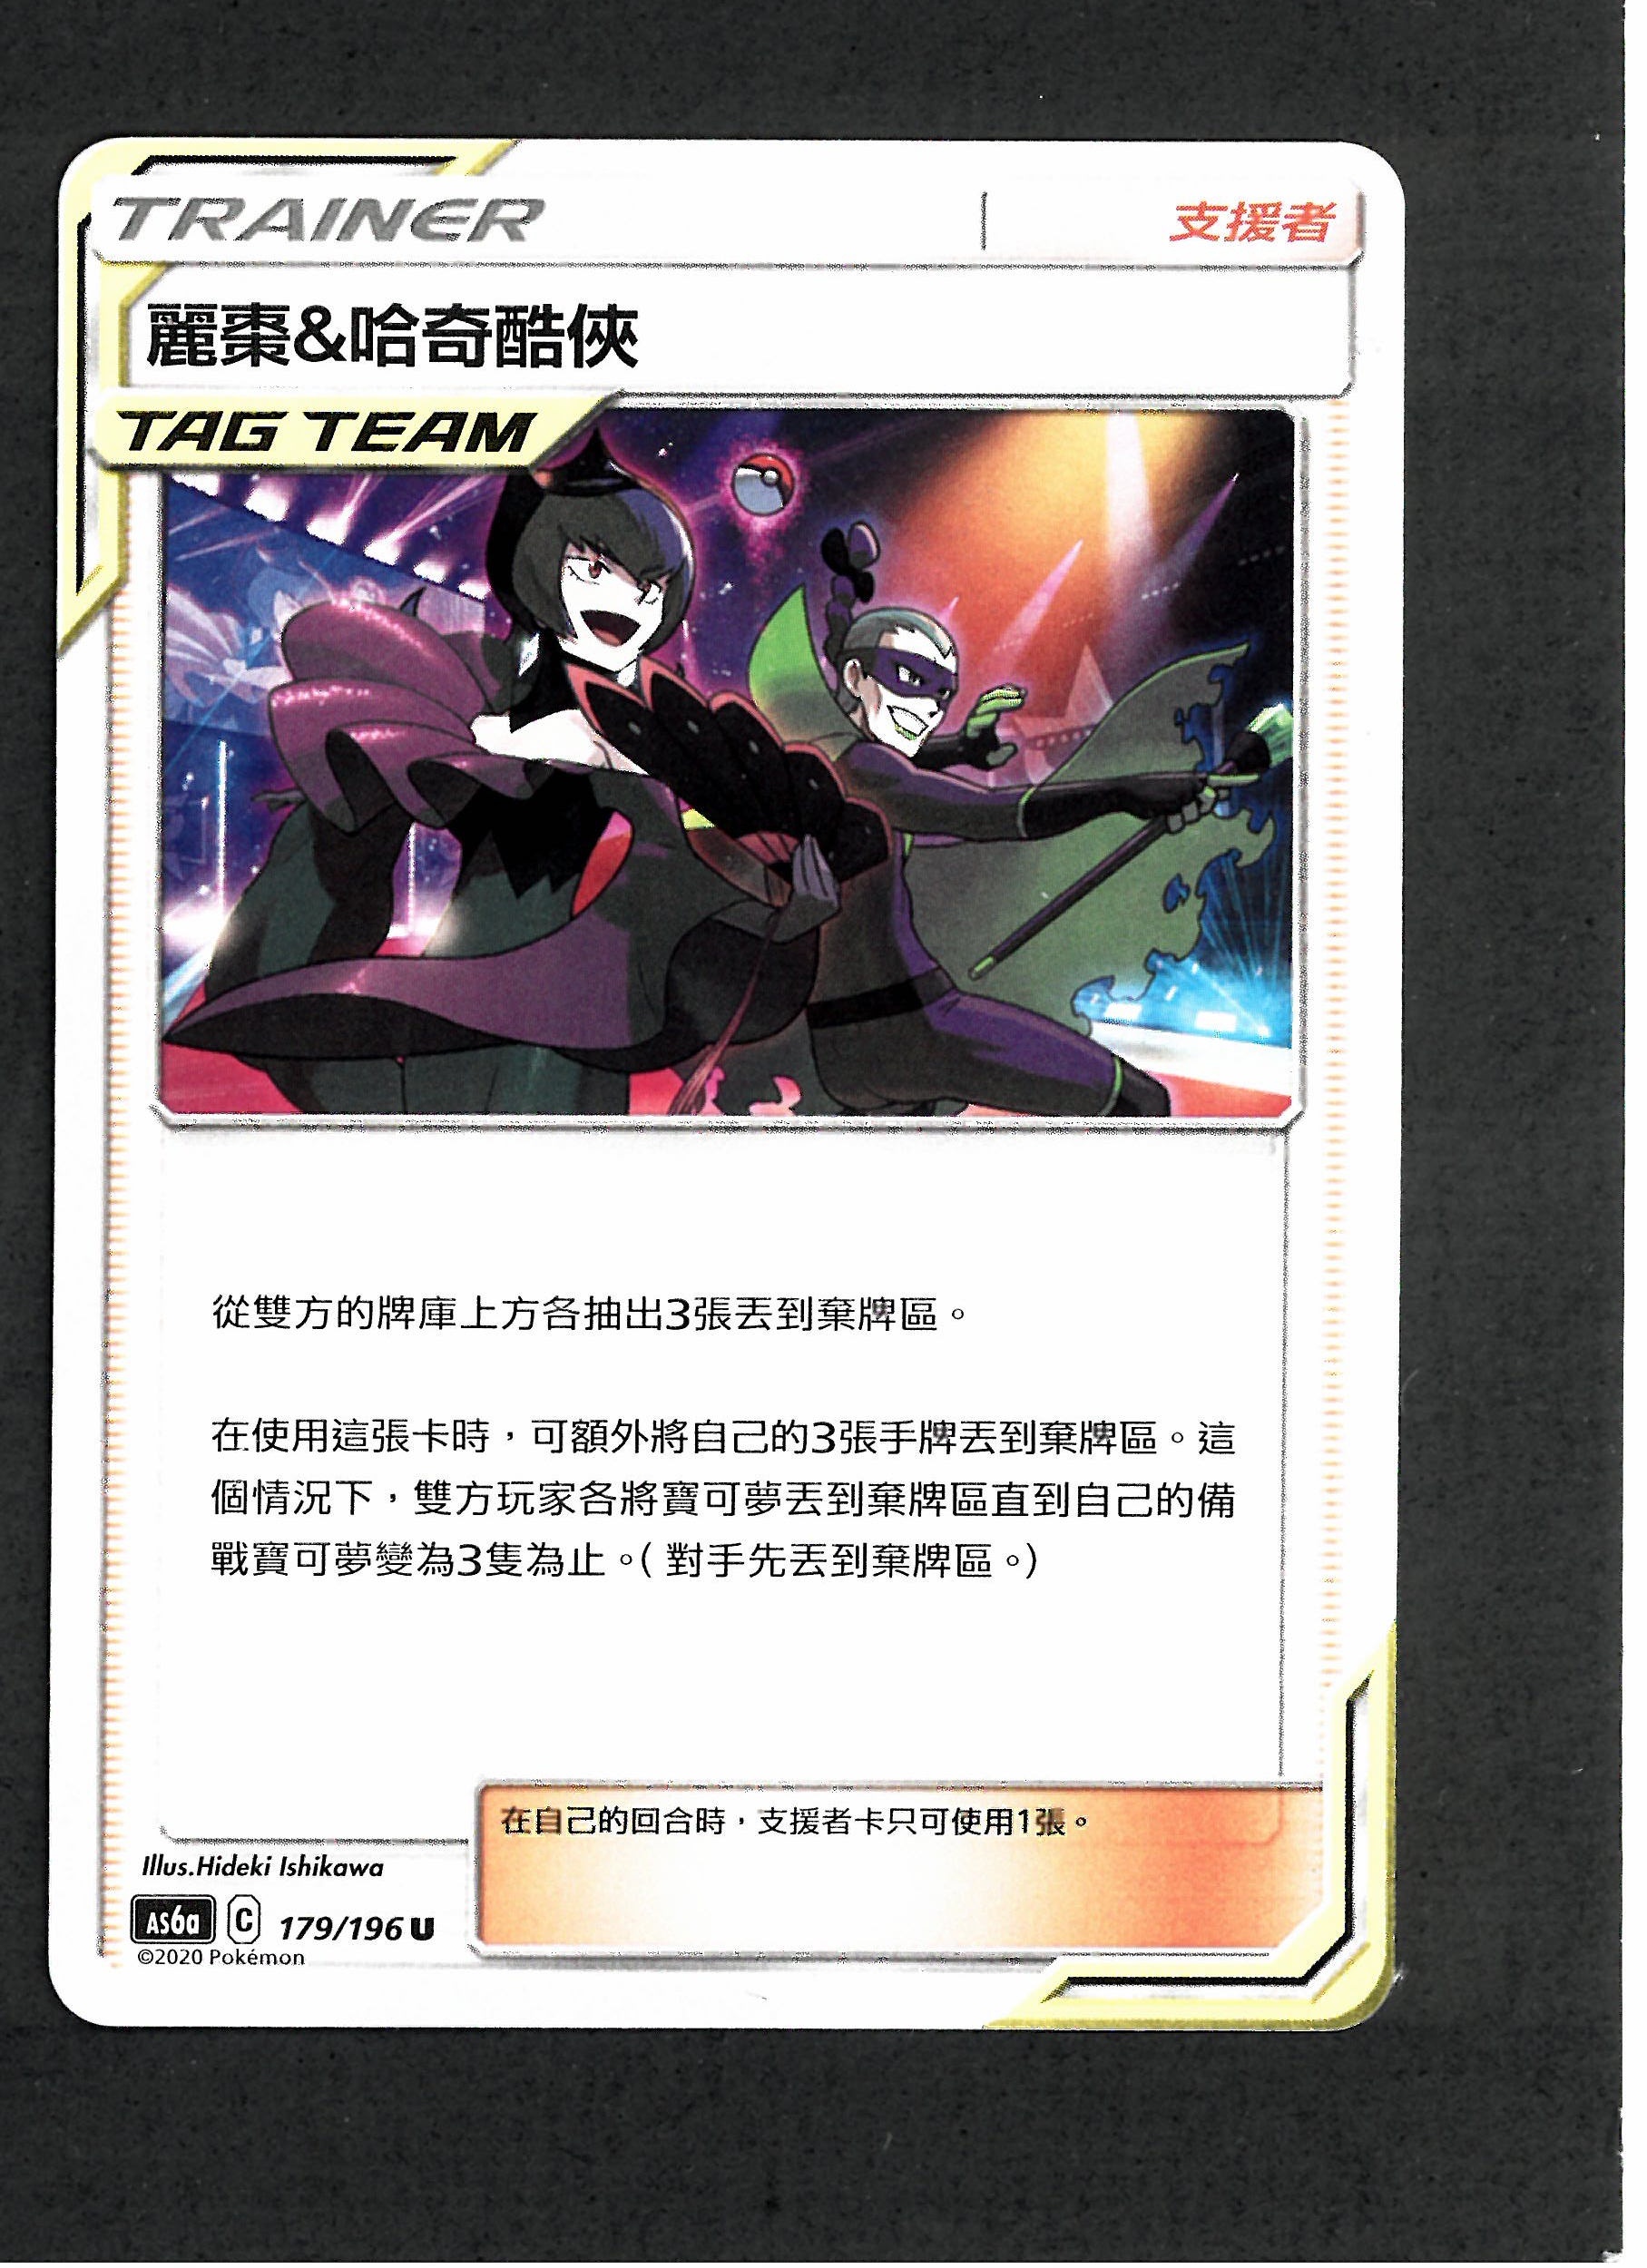 TRAINER
支援者
麗棗&哈奇酷俠
TAG TEAM
從雙方的牌庫上方各抽出3張丟到棄牌區。
在使用這張卡時,可額外將自己的3張手牌丟到棄牌區。這
個情況下,雙方玩家各將寶可夢丟到棄牌區直到自己的備
戰寶可夢變為3隻為止。(對手先丟到棄牌區。)
在自己的回合時,支援者卡只可使用1張。
Illus.Hideki Ishikawa
AS6a C 179/196 U
©2020 Pokémon